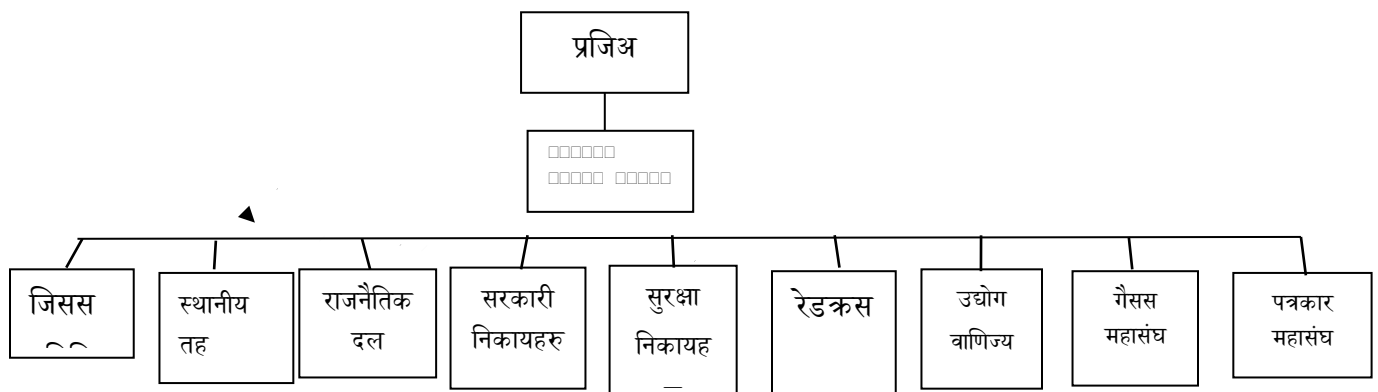 प्रजिअ
जिसस
स्थानीय
तह
राजनैतिक
दल
सरकारी
निकायहरु
सुरक्षा
निकायह
रेडक्रस
उद्योग
वाणिज्य
गैसस
महासंघ
पत्रकार
महासंघ